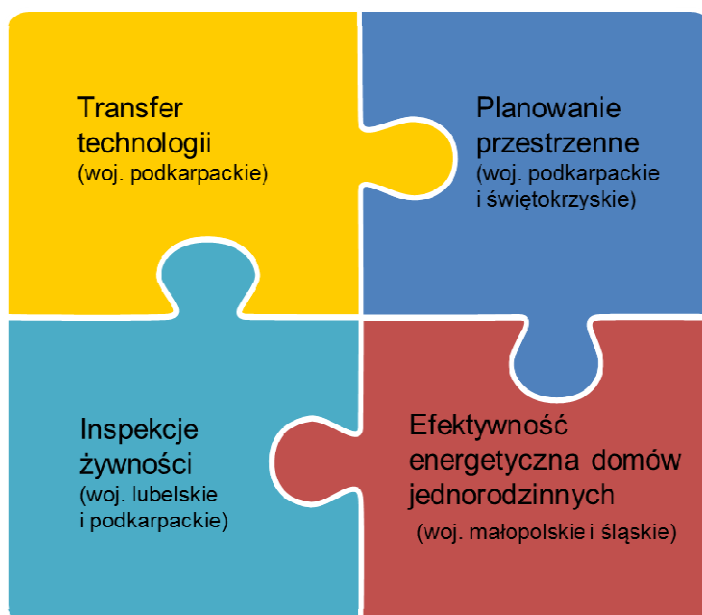 Transfer
technologii
(woj. podkarpackie)
Planowanie
przestrzenne
(woj. podkarpackie
i świętokrzyskie)
Inspekcje
żywności
(woj. lubelskie
i podkarpackie)
Efektywność
energetyczna domów
jednorodzinnych
(woj. małopolskie i śląskie)